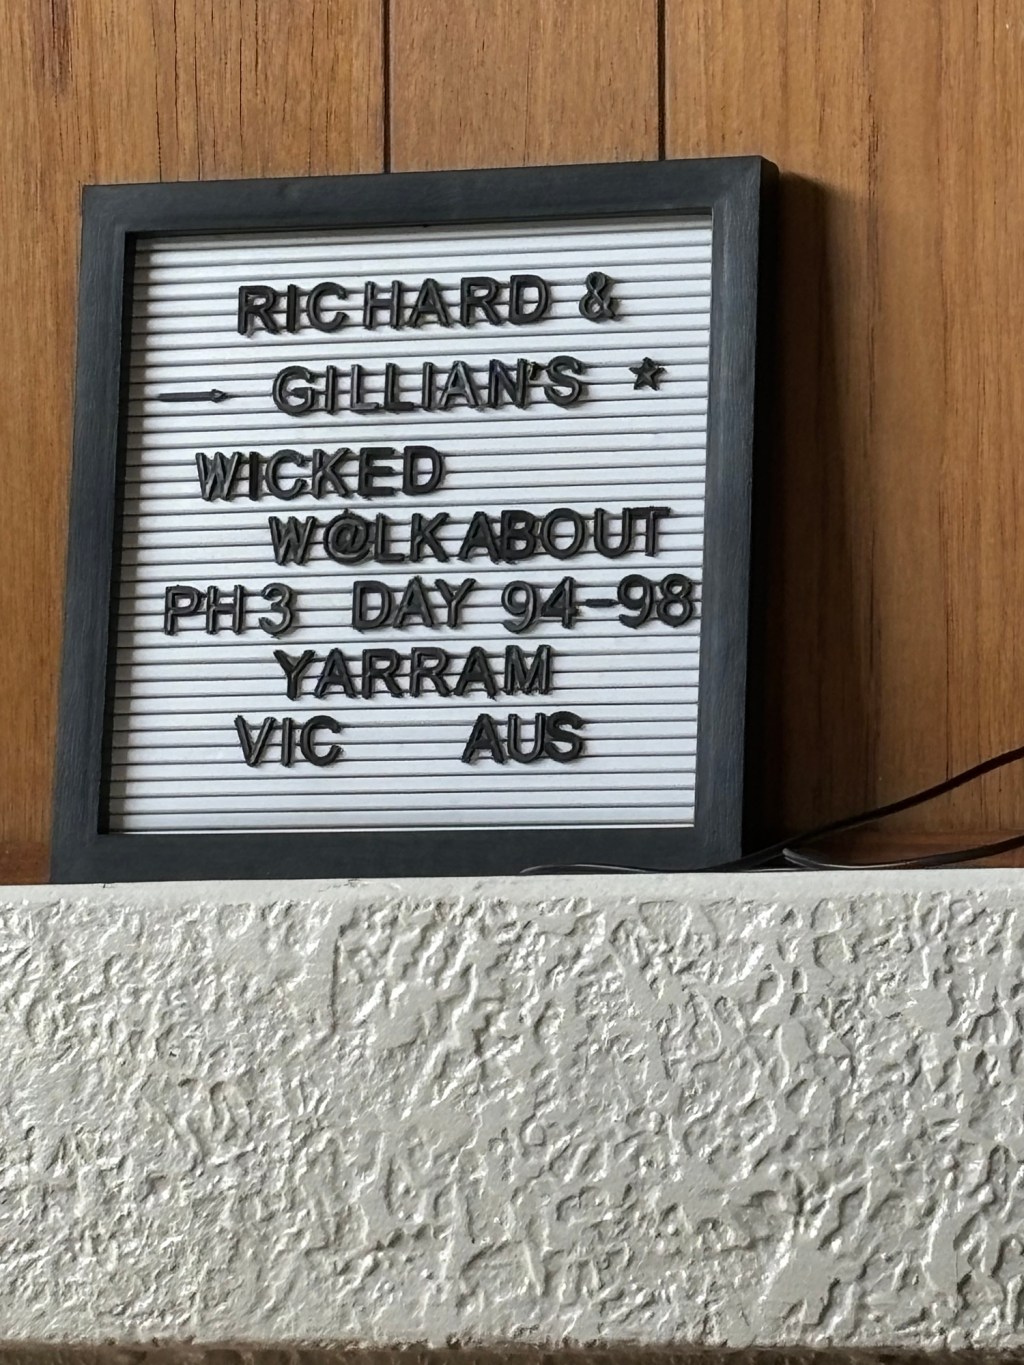 RICHARD &
→ GILLIAN'S ★
WICKED
W@LKABOUT
PH3 DAY 94-98
YARRAM
VIC AUS